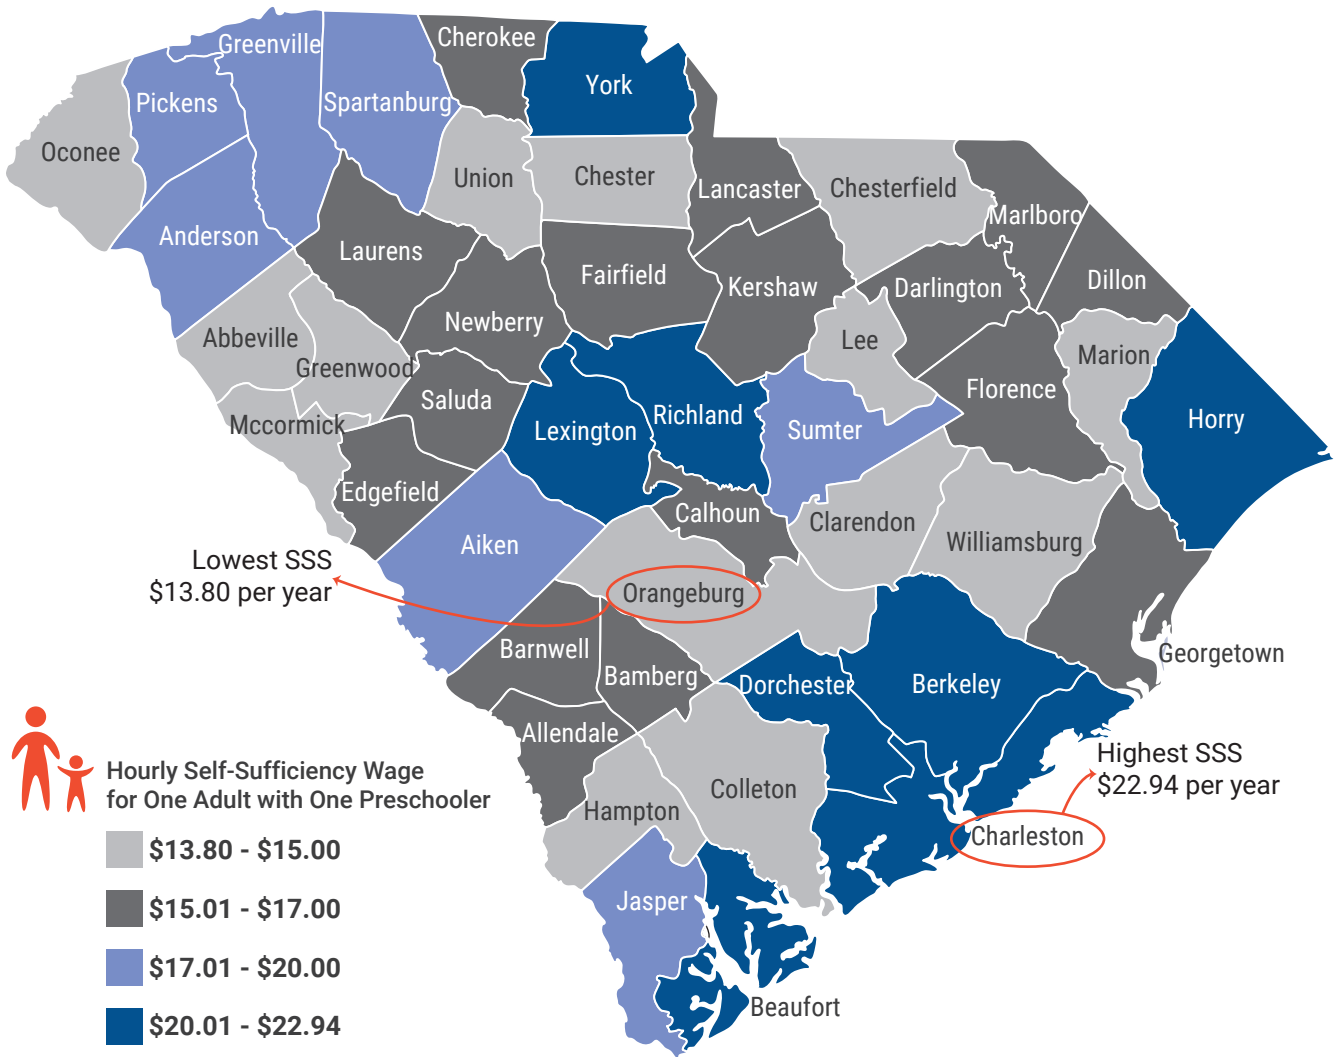 Cherokee
Greenville
York
Pickens
Spartanburg
Oconee
Union
Chester
Lancaster
Chesterfield
Marlboro
Anderson
Laurens
Fairfield
Kershaw
Darlington
Dillon
Newberry
Abbeville
Greenwood
Lee
Marion
Saluda
Florence
Mccormick
Lexington
Richland
Sumter
Horry
Edgefield
Calhoun
Clarendon
Aiken
Williamsburg
Lowest SSS
$13.80 per year
Orangeburg
Barnwell
Bamberg
Georgetown
Dorchester
Berkeley
Allendale
Highest SSS
$22.94 per year
Colleton
Hampton
Charleston
Jasper
Beaufort
Hourly Self-Sufficiency Wage
for One Adult with One Preschooler
$13.80 - $15.00
$15.01 - $17.00
$17.01 - $20.00
$20.01 - $22.94